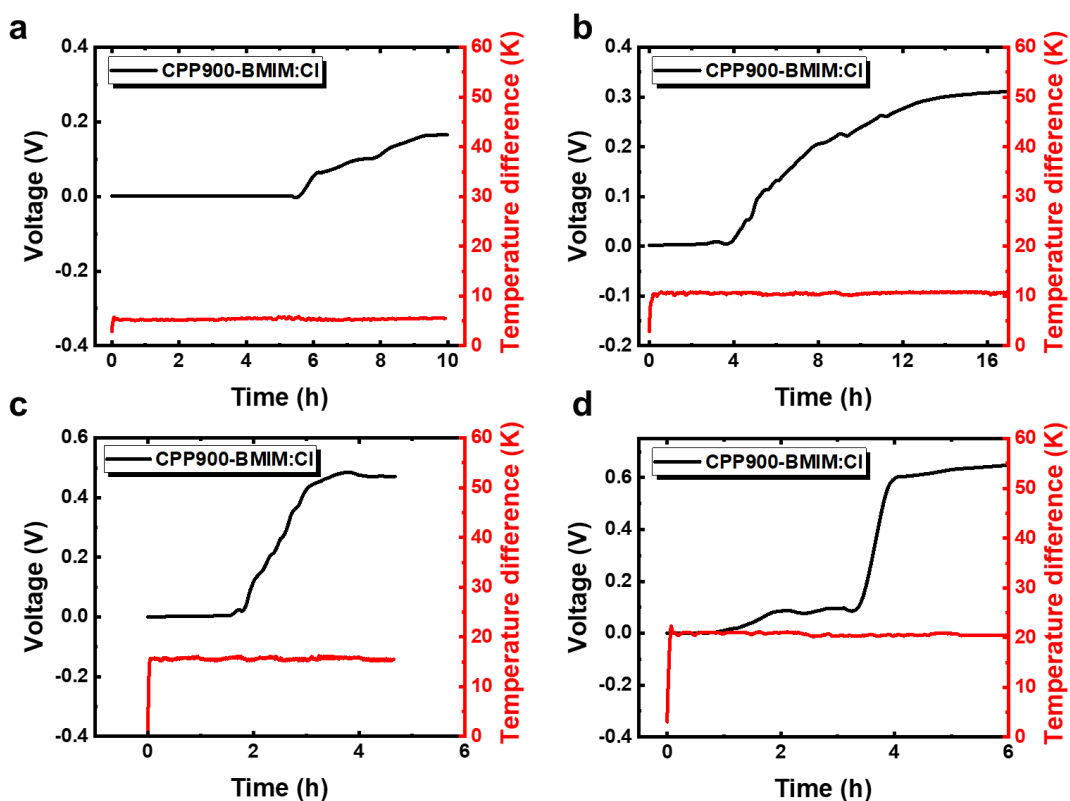 a
0.4
0.2
0.0
-0.2
-0.4
Voltage (V)
CPP900-BMIM:Cl
60
50
40
30
20
10
0
Temperature difference (K)
0 2 4 6 8 10
Time (h)
b
0.4
0.3
0.2
0.1
0.0
-0.1
-0.2
Voltage (V)
CPP900-BMIM:Cl
60
50
40
30
20
10
0
Temperature difference (K)
0 4 8 12 16
Time (h)
c
0.6
0.4
0.2
0.0
-0.2
-0.4
Voltage (V)
CPP900-BMIM:Cl
60
50
40
30
20
10
0
Temperature difference (K)
0 2 4 6
Time (h)
d
0.6
0.4
0.2
0.0
-0.2
-0.4
Voltage (V)
CPP900-BMIM:Cl
60
50
40
30
20
10
0
Temperature difference (K)
0 2 4 6
Time (h)